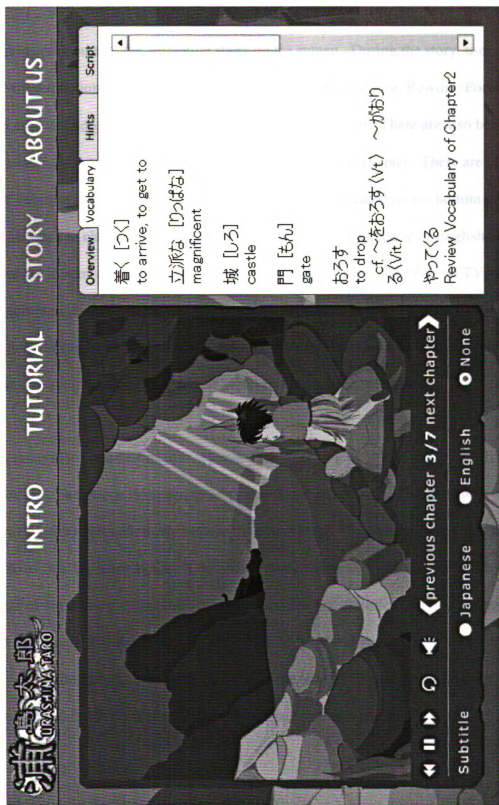 浦島太郎
URASHIMATARO
INTRO TUTORIAL STORY ABOUT US
previous chapter 3/7 next chapter
Subtitle Japanese English None
Overview Vocabulary Hints Script
着く [つく]
to arrive, to get to
立派な [りっぱな]
magnificent
城 [しろ]
castle
門 [もん]
gate
おろす
to drop
cf. ～をおろす〈Vt.〉 ～がおり
る〈Vit.〉
やってくる
Review Vocabulary of Chapter2